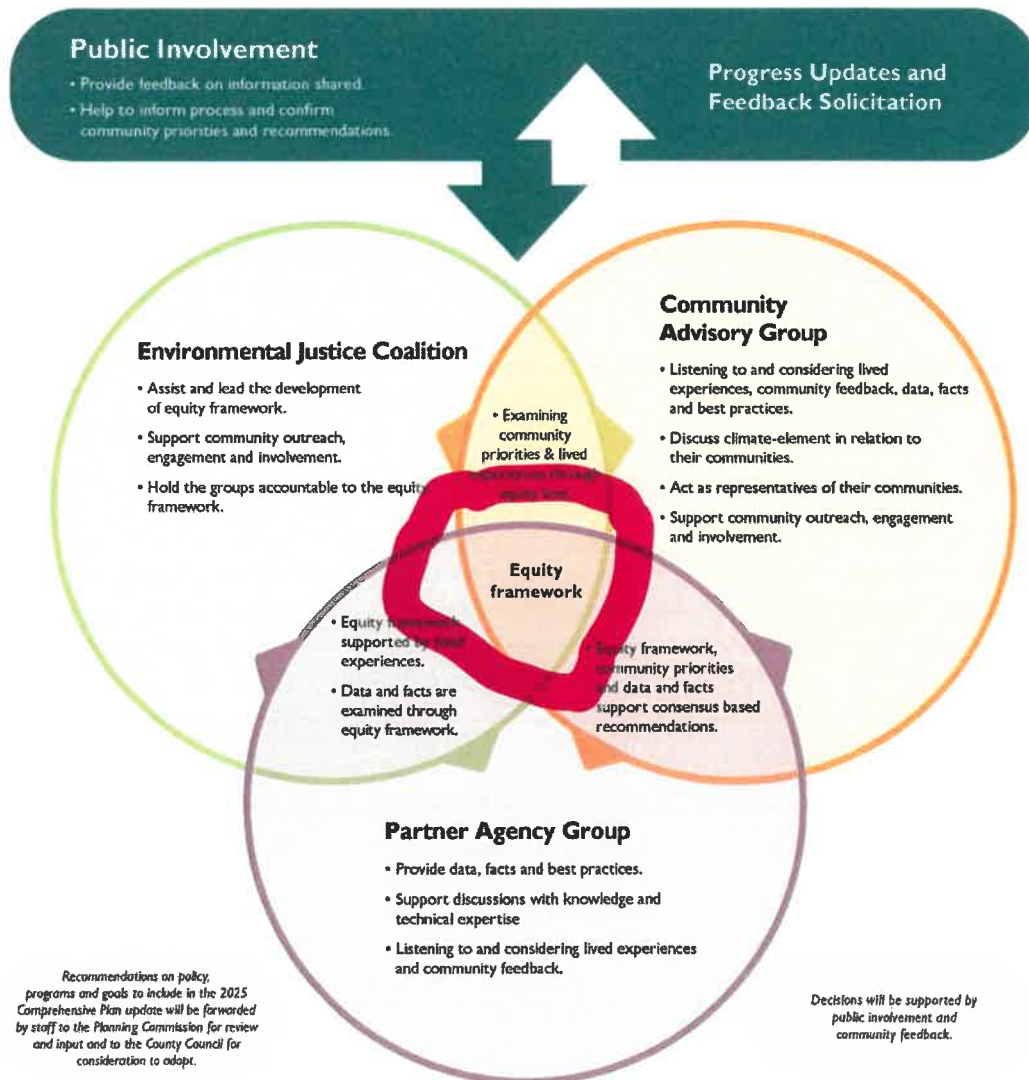 Public Involvement
• Provide feedback on information shared.
• Help to inform process and confirm
community priorities and recommendations.
Progress Updates and
Feedback Solicitation
Environmental Justice Coalition
• Assist and lead the development
of equity framework.
• Support community outreach,
engagement and involvement.
• Hold the groups accountable to the equity
framework.
Community
Advisory Group
• Listening to and considering lived
experiences, community feedback, data, facts
and best practices.
• Discuss climate-element in relation to
their communities.
• Act as representatives of their communities.
• Support community outreach, engagement
and involvement.
• Examining
community
priorities & lived
experiences through
equity lens.
Equity
framework
• Equity framework
supported by lived
experiences.
• Data and facts are
examined through
equity framework.
• Equity framework,
community priorities
and data and facts
support consensus based
recommendations.
Partner Agency Group
• Provide data, facts and best practices.
• Support discussions with knowledge and
technical expertise
• Listening to and considering lived experiences
and community feedback.
Recommendations on policy,
programs and goals to include in the 2025
Comprehensive Plan update will be forwarded
by staff to the Planning Commission for review
and input and to the County Council for
consideration to adopt.
Decisions will be supported by
public involvement and
community feedback.